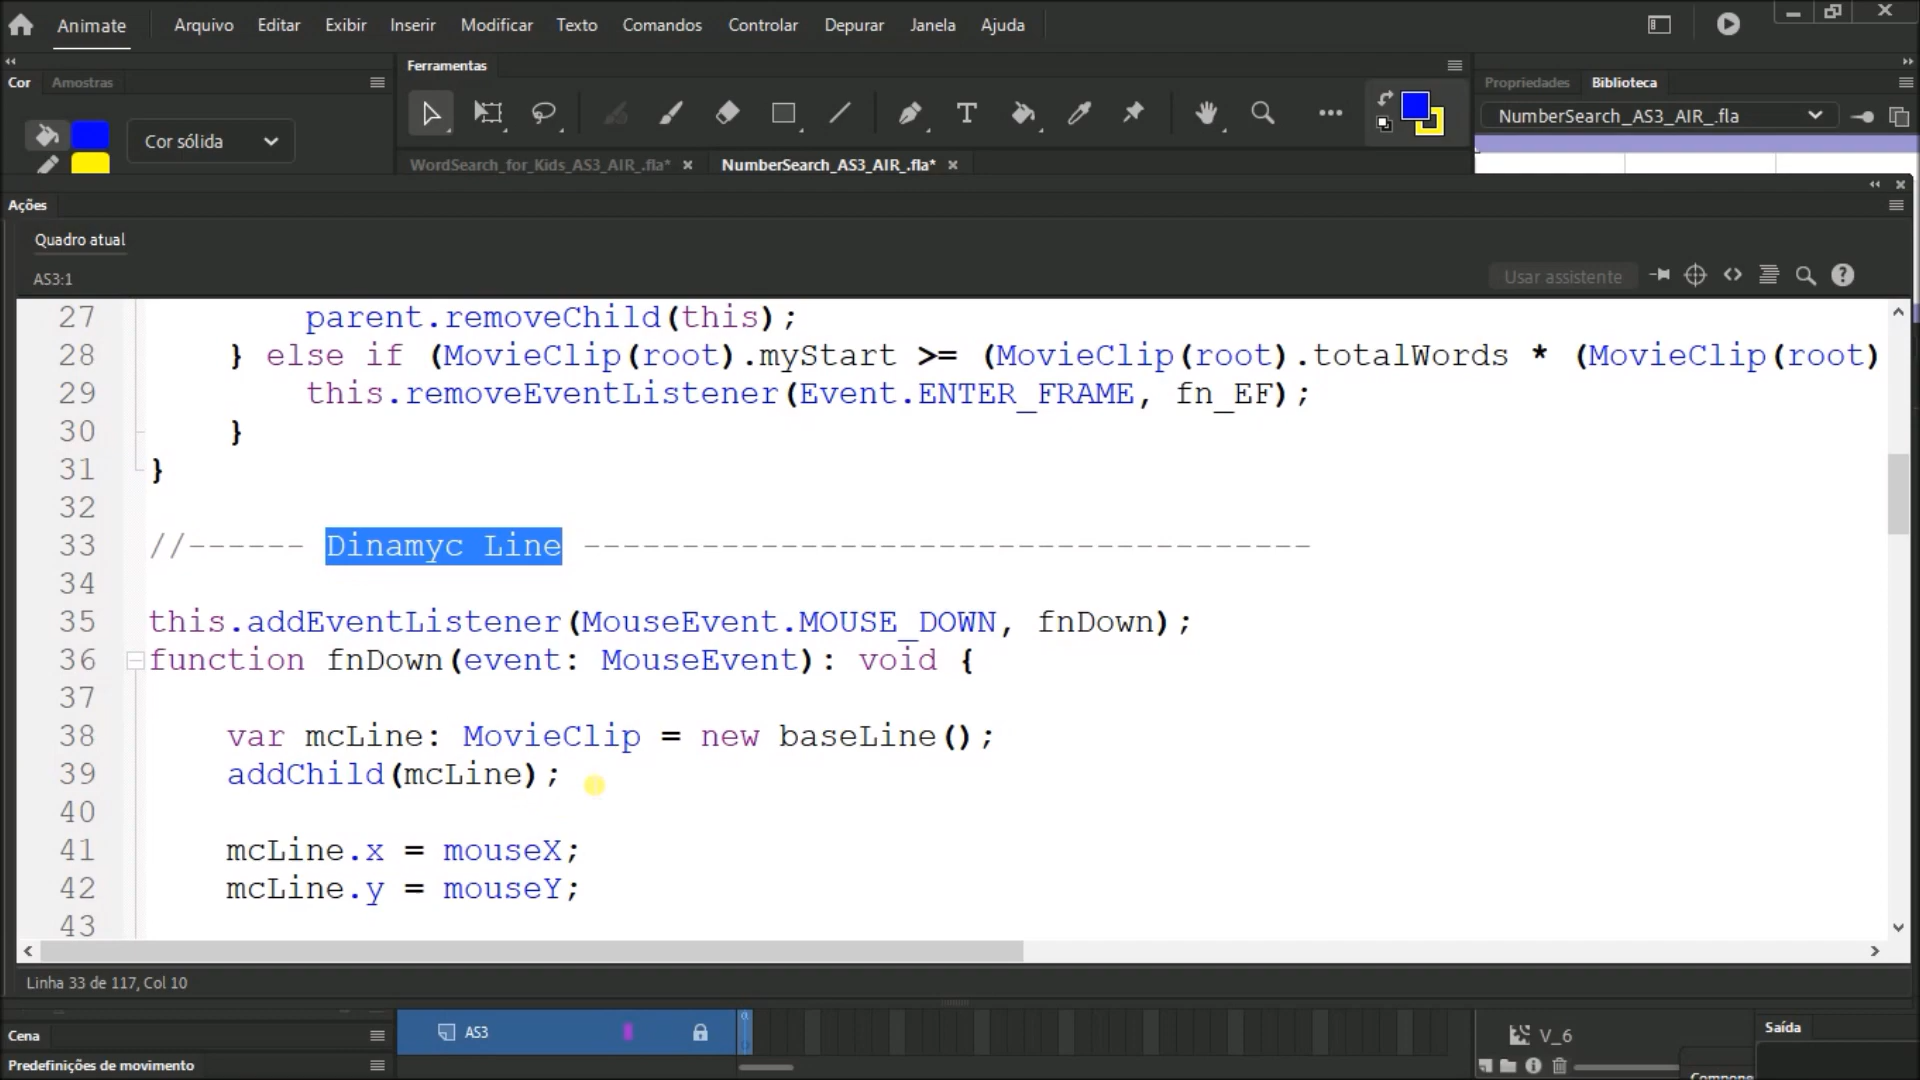 Animate Arquivo Editar Exibir Inserir Modificar Texto Comandos Controlar Depurar Janela Ajuda
Cor Amostras
Ferramentas
Propriedades Biblioteca
Cor sólida
NumberSearch_AS3_AIR_.fla
WordSearch_for_Kids_AS3_AIR_.fla* × NumberSearch_AS3_AIR_.fla* ×
Ações
Quadro atual
AS3:1
Usar assistente
27 parent.removeChild(this);
28 } else if (MovieClip(root).myStart >= (MovieClip(root).totalWords * (MovieClip(root)
29 this.removeEventListener(Event.ENTER_FRAME, fn_EF);
30 }
31 }
32
33 //------ Dinamyc Line -------------------------------------
34
35 this.addEventListener(MouseEvent.MOUSE_DOWN, fnDown);
36 function fnDown(event: MouseEvent): void {
37
38 var mcLine: MovieClip = new baseLine();
39 addChild(mcLine);
40
41 mcLine.x = mouseX;
42 mcLine.y = mouseY;
43
Linha 33 de 117, Col 10
Cena
Predefinições de movimento
AS3
V_6
Saída